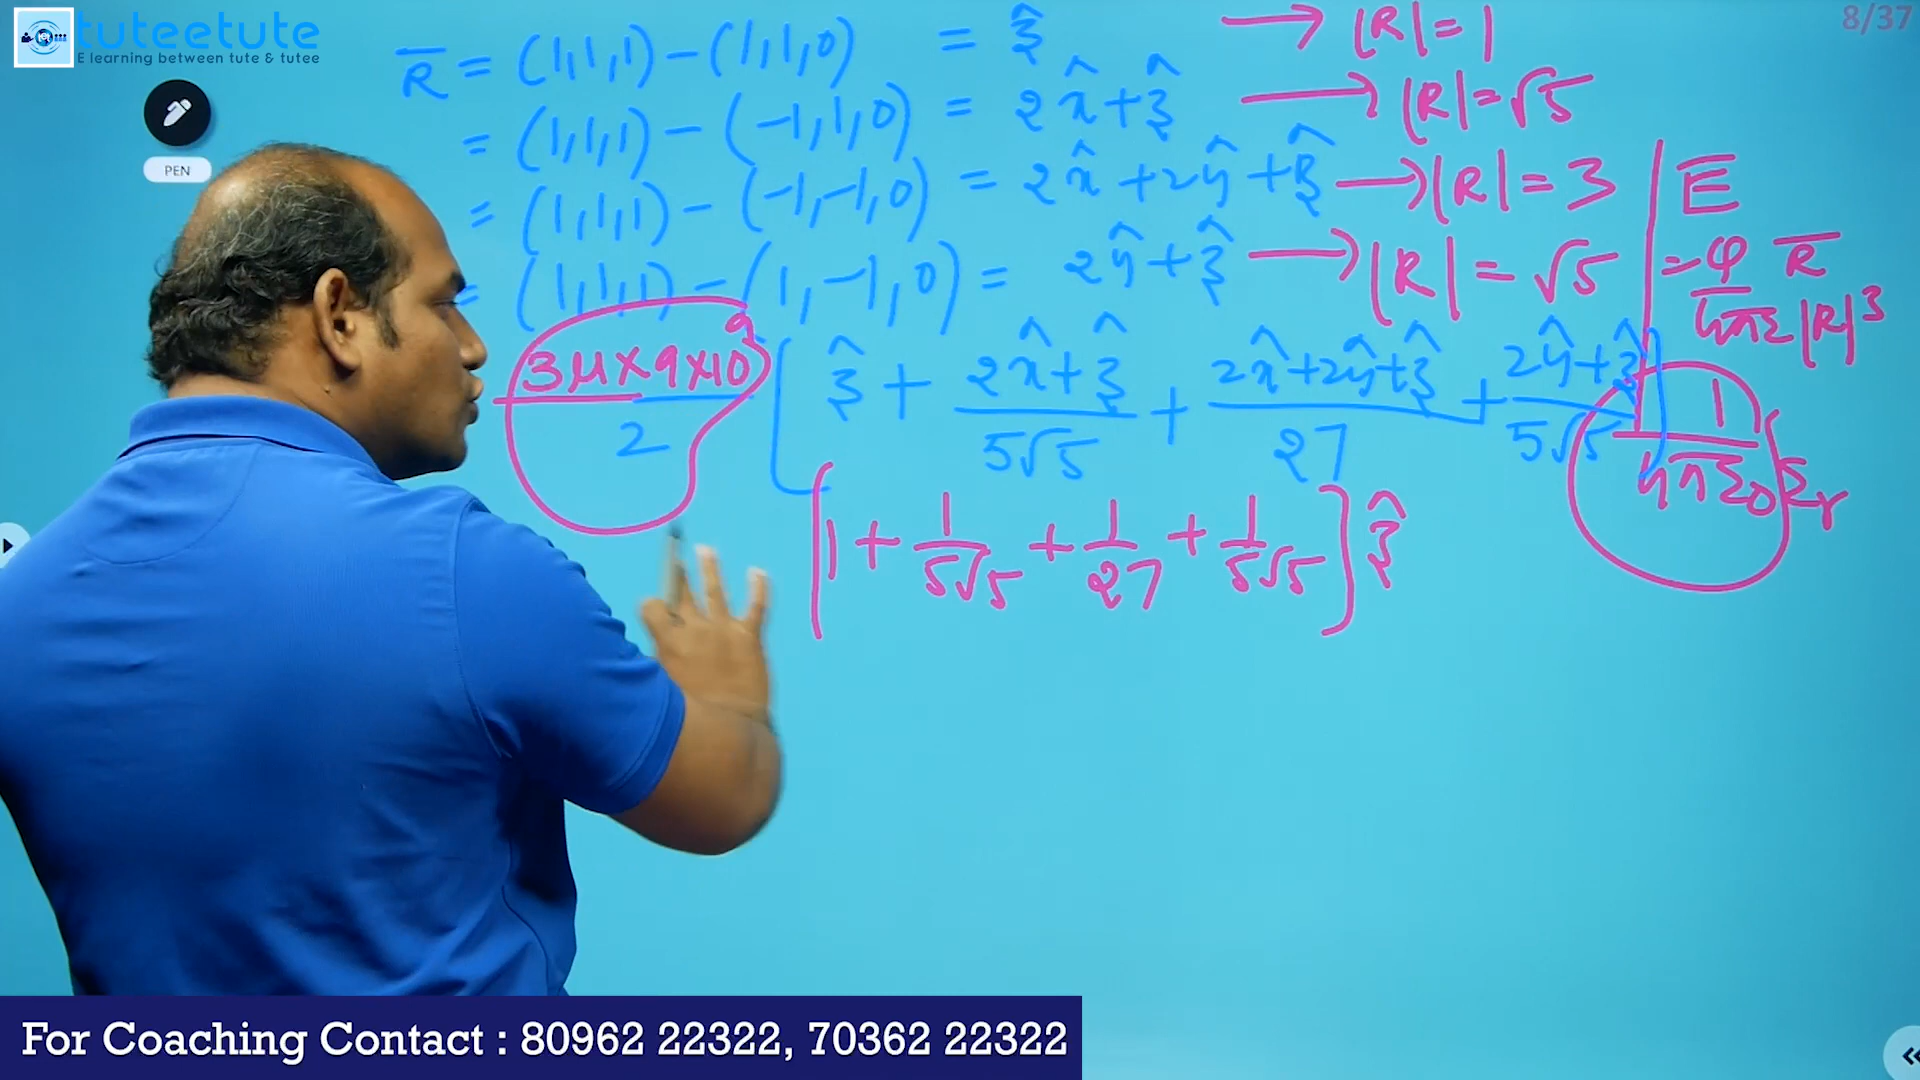 tuteetute
E learning between tute & tutee
8/37
PEN
R̅ = (1,1,1) - (1,1,0) = ẑ → |R| = 1
= (1,1,1) - (-1,1,0) = 2x̂ + ẑ → |R| = √5
= (1,1,1) - (-1,-1,0) = 2x̂ + 2ŷ + ẑ → |R| = 3
= (1,1,1) - (1,-1,0) = 2ŷ + ẑ → |R| = √5
E̅ = φ/4πε R̅/|R|³
3μ×9×10⁹/2 [ẑ + 2x̂+ẑ/5√5 + 2x̂+2ŷ+ẑ/27 + 2ŷ+ẑ/5√5]
1/4πε₀εr
[1 + 1/5√5 + 1/27 + 1/5√5] ẑ
For Coaching Contact : 80962 22322, 70362 22322